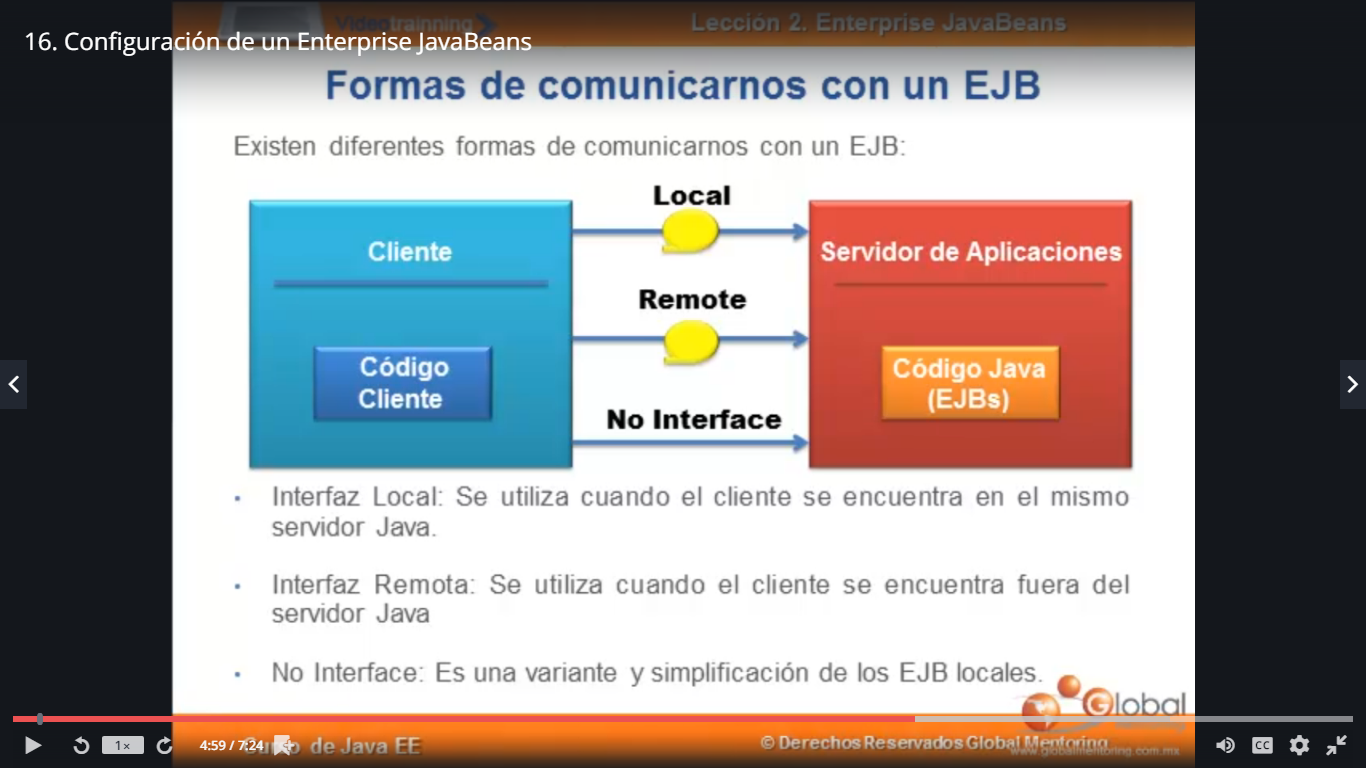 Videotrainning
Lección 2. Enterprise JavaBeans
16. Configuración de un Enterprise JavaBeans
Formas de comunicarnos con un EJB
Existen diferentes formas de comunicarnos con un EJB:
Local
Cliente
Servidor de Aplicaciones
Remote
Código
Cliente
Código Java
(EJBs)
No Interface
• Interfaz Local: Se utiliza cuando el cliente se encuentra en el mismo
servidor Java.
• Interfaz Remota: Se utiliza cuando el cliente se encuentra fuera del
servidor Java
• No Interface: Es una variante y simplificación de los EJB locales.
Global
1×
4:59 / 7:24
de Java EE
© Derechos Reservados Global Mentoring
www.globalmentoring.com.mx
CC